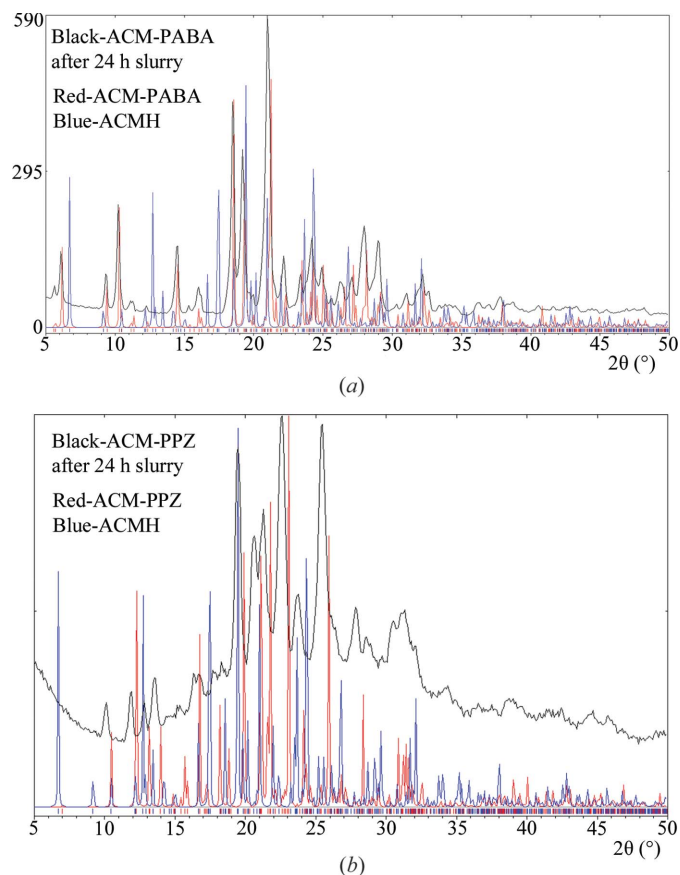 590
Black-ACM-PABA
after 24 h slurry
Red-ACM-PABA
Blue-ACMH
295
0
5 10 15 20 25 30 35 40 45 50
2θ (°)
(a)
Black-ACM-PPZ
after 24 h slurry
Red-ACM-PPZ
Blue-ACMH
5 10 15 20 25 30 35 40 45 50
2θ (°)
(b)